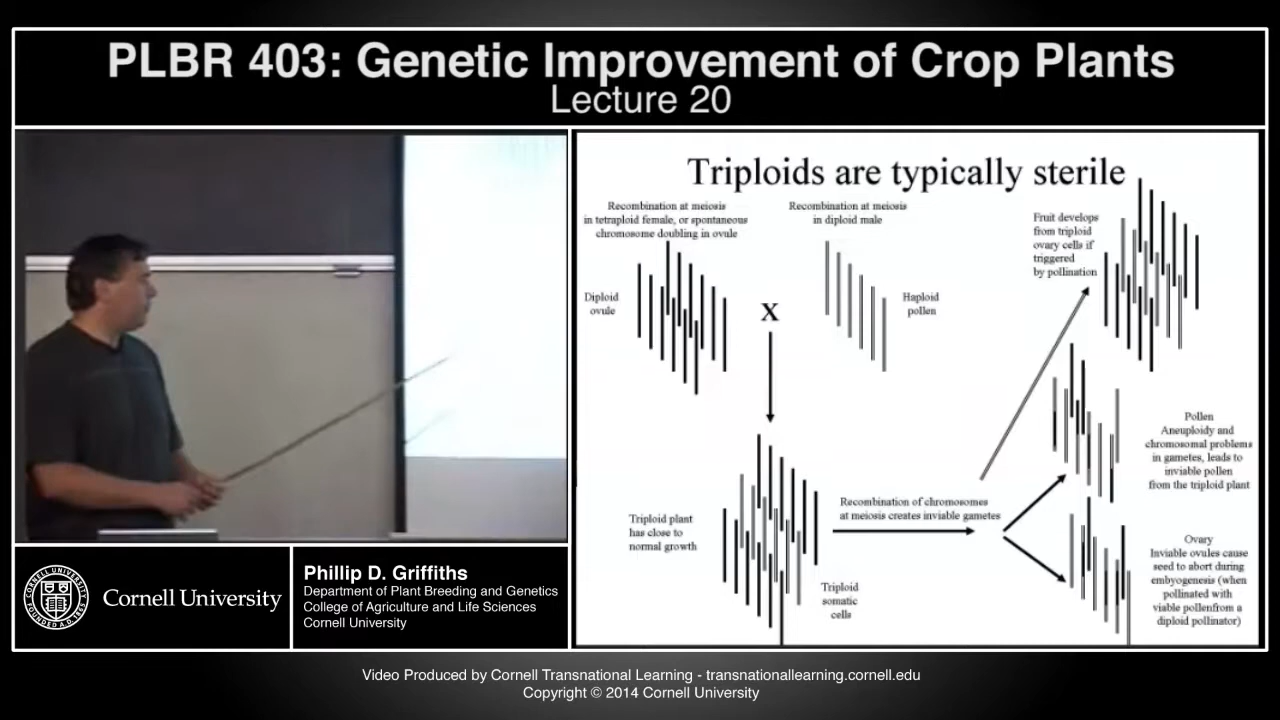 PLBR 403: Genetic Improvement of Crop Plants
Lecture 20
Triploids are typically sterile
Recombination at meiosis
in tetraploid female, or spontaneous
chromosome doubling in ovule
Recombination at meiosis
in diploid male
Fruit develops
from triploid
ovary cells if
triggered
by pollination
Diploid
ovule
X
Haploid
pollen
Pollen
Aneuploidy and
chromosomal problems
in gametes, leads to
inviable pollen
from the triploid plant
Triploid plant
has close to
normal growth
Recombination of chromosomes
at meiosis creates inviable gametes
Triploid
somatic
cells
Ovary
Inviable ovules cause
seed to abort during
embyogenesis (when
pollinated with
viable pollenfrom a
diploid pollinator)
Cornell University
Phillip D. Griffiths
Department of Plant Breeding and Genetics
College of Agriculture and Life Sciences
Cornell University
Video Produced by Cornell Transnational Learning - transnationallearning.cornell.edu
Copyright © 2014 Cornell University